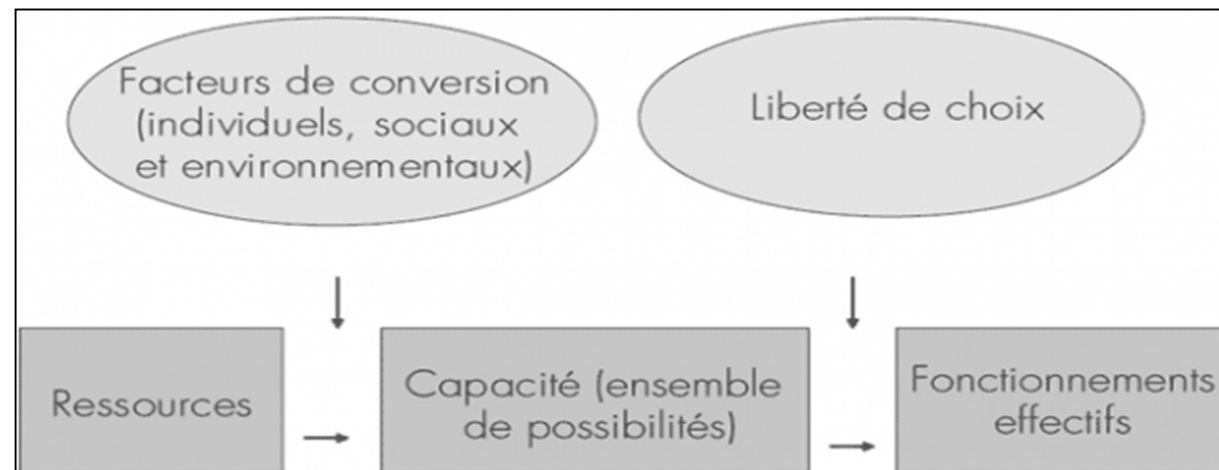 Facteurs de conversion
(individuels, sociaux
et environnementaux)
Liberté de choix
Ressources
Capacité (ensemble
de possibilités)
Fonctionnements
effectifs